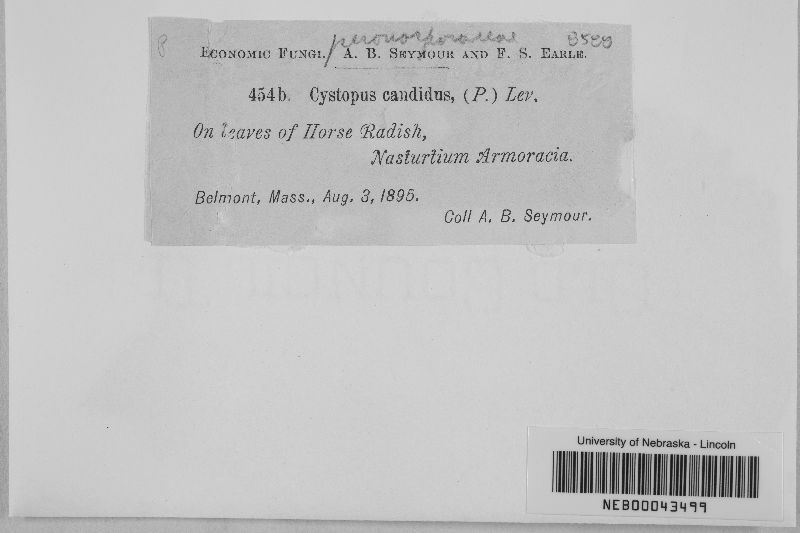 peronosporaceae
ECONOMIC FUNGI. / A. B. SEYMOUR AND F. S. EARLE.
454b. Cystopus candidus, (P.) Lev.
On leaves of Horse Radish,
Nasturtium Armoracia.
Belmont, Mass., Aug. 3, 1895.
Coll A. B. Seymour.
University of Nebraska - Lincoln
NEB00043499